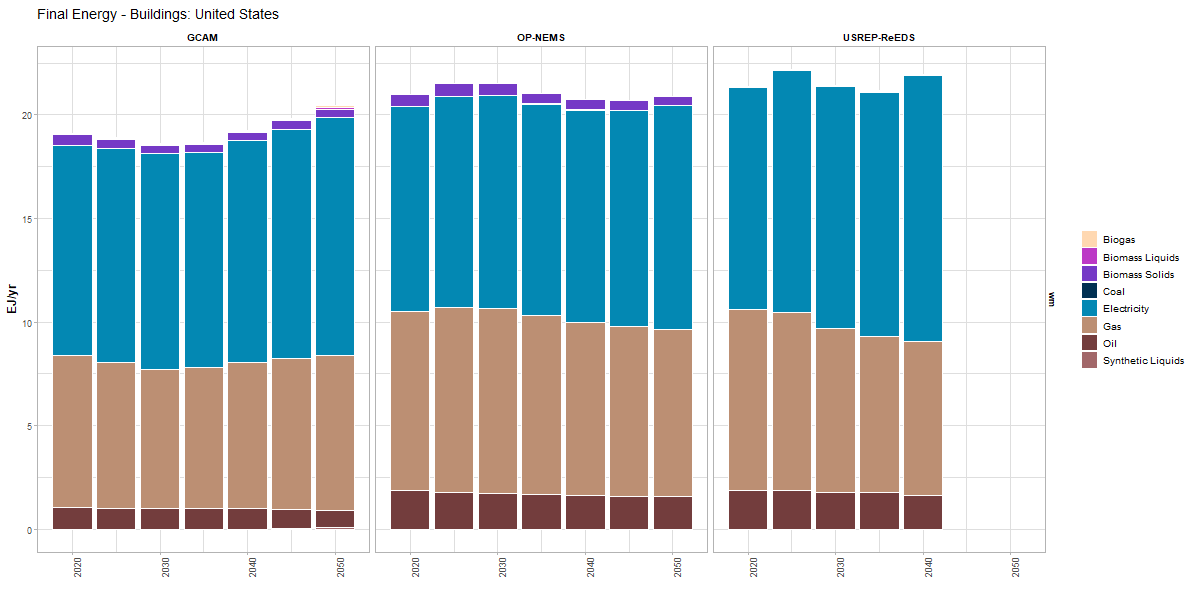 Final Energy - Buildings: United States
GCAM
OP-NEMS
USREP-ReEDS
EJ/yr
20
15
10
5
0
2020
2030
2040
2050
2020
2030
2040
2050
2020
2030
2040
2050
wm
Biogas
Biomass Liquids
Biomass Solids
Coal
Electricity
Gas
Oil
Synthetic Liquids